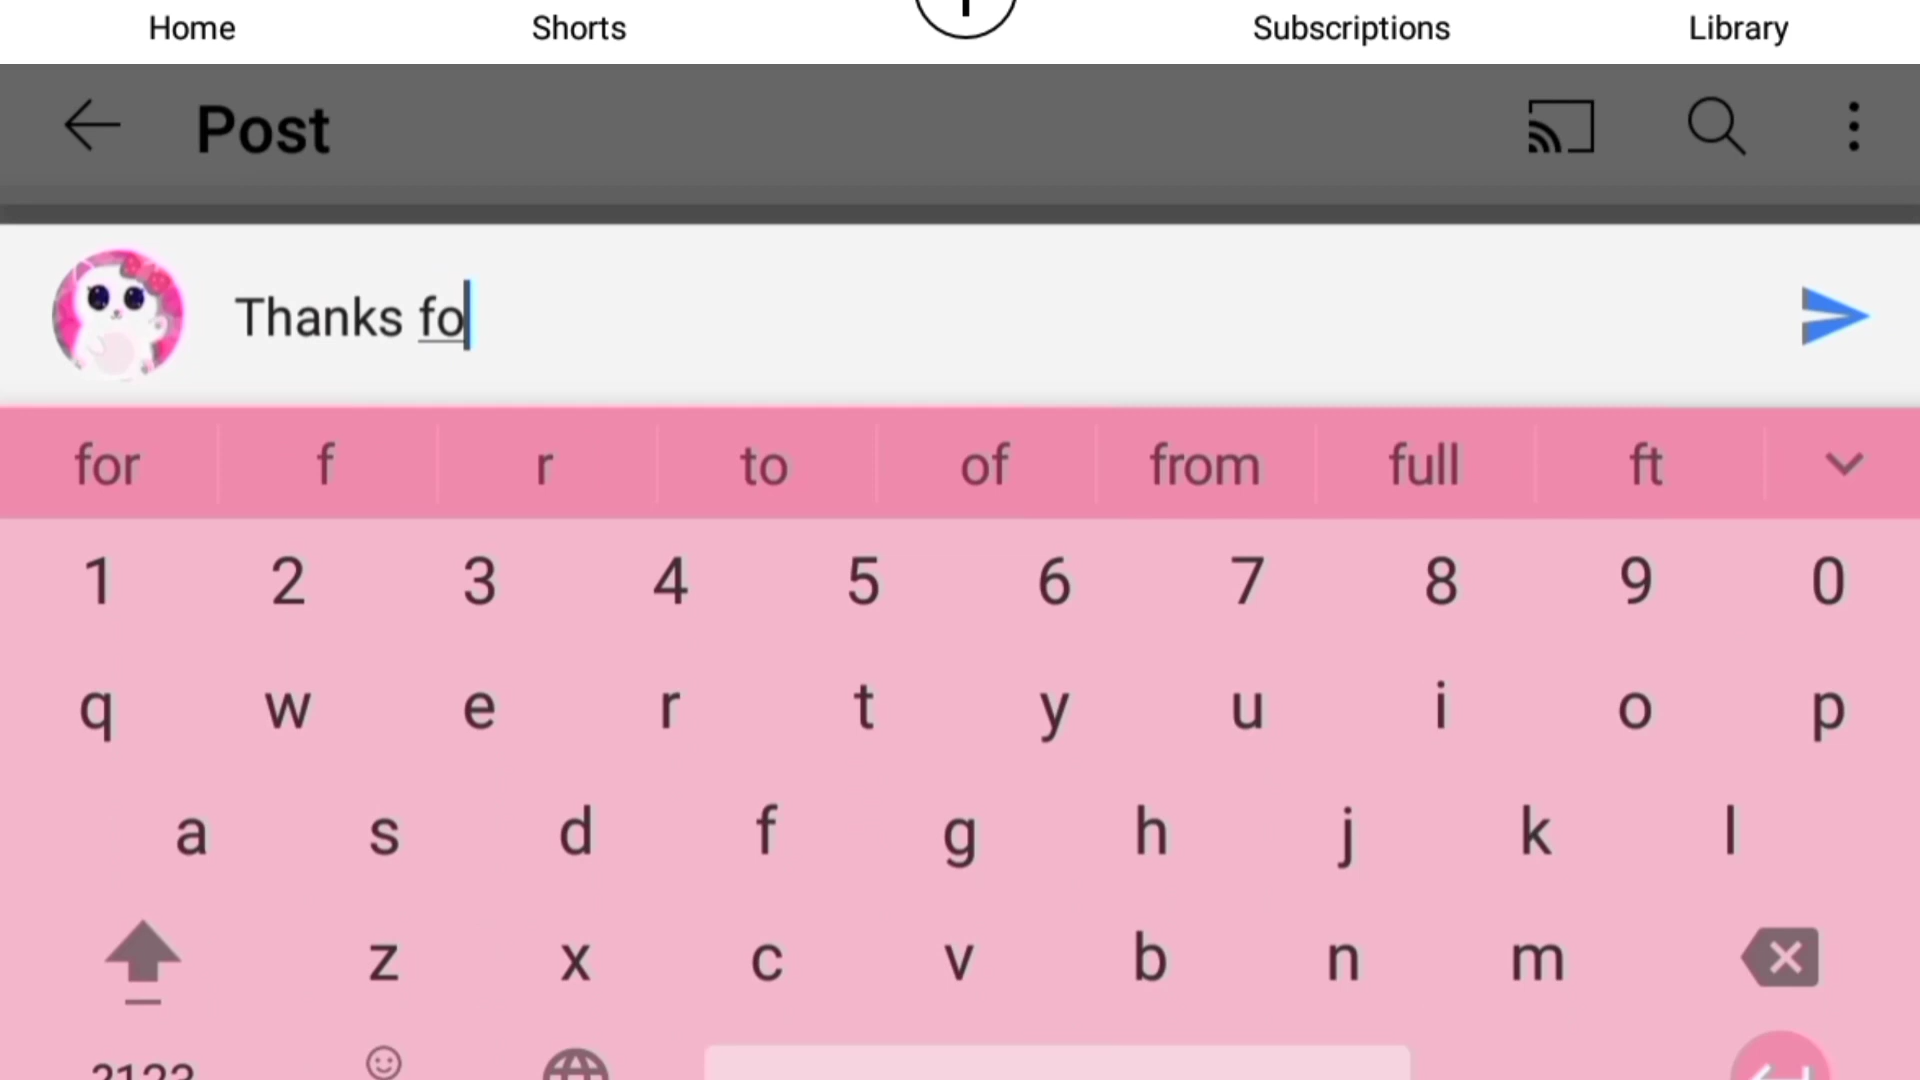 Home Shorts Subscriptions Library
Post
Thanks fo
for f r to of from full ft
1 2 3 4 5 6 7 8 9 0
q w e r t y u i o p
a s d f g h j k l
z x c v b n m
?123